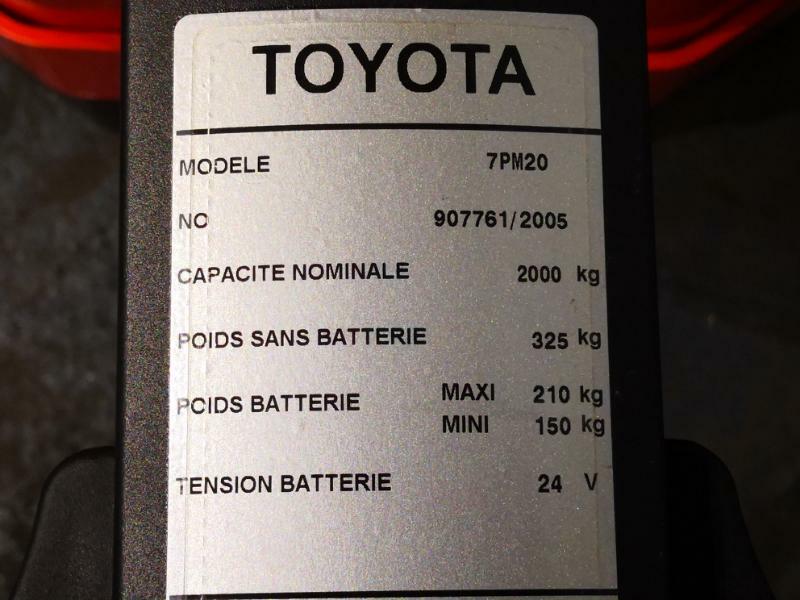 TOYOTA
MODELE 7PM20
NO 907761/2005
CAPACITE NOMINALE 2000 kg
POIDS SANS BATTERIE 325 kg
POIDS BATTERIE MAXI 210 kg
MINI 150 kg
TENSION BATTERIE 24 V